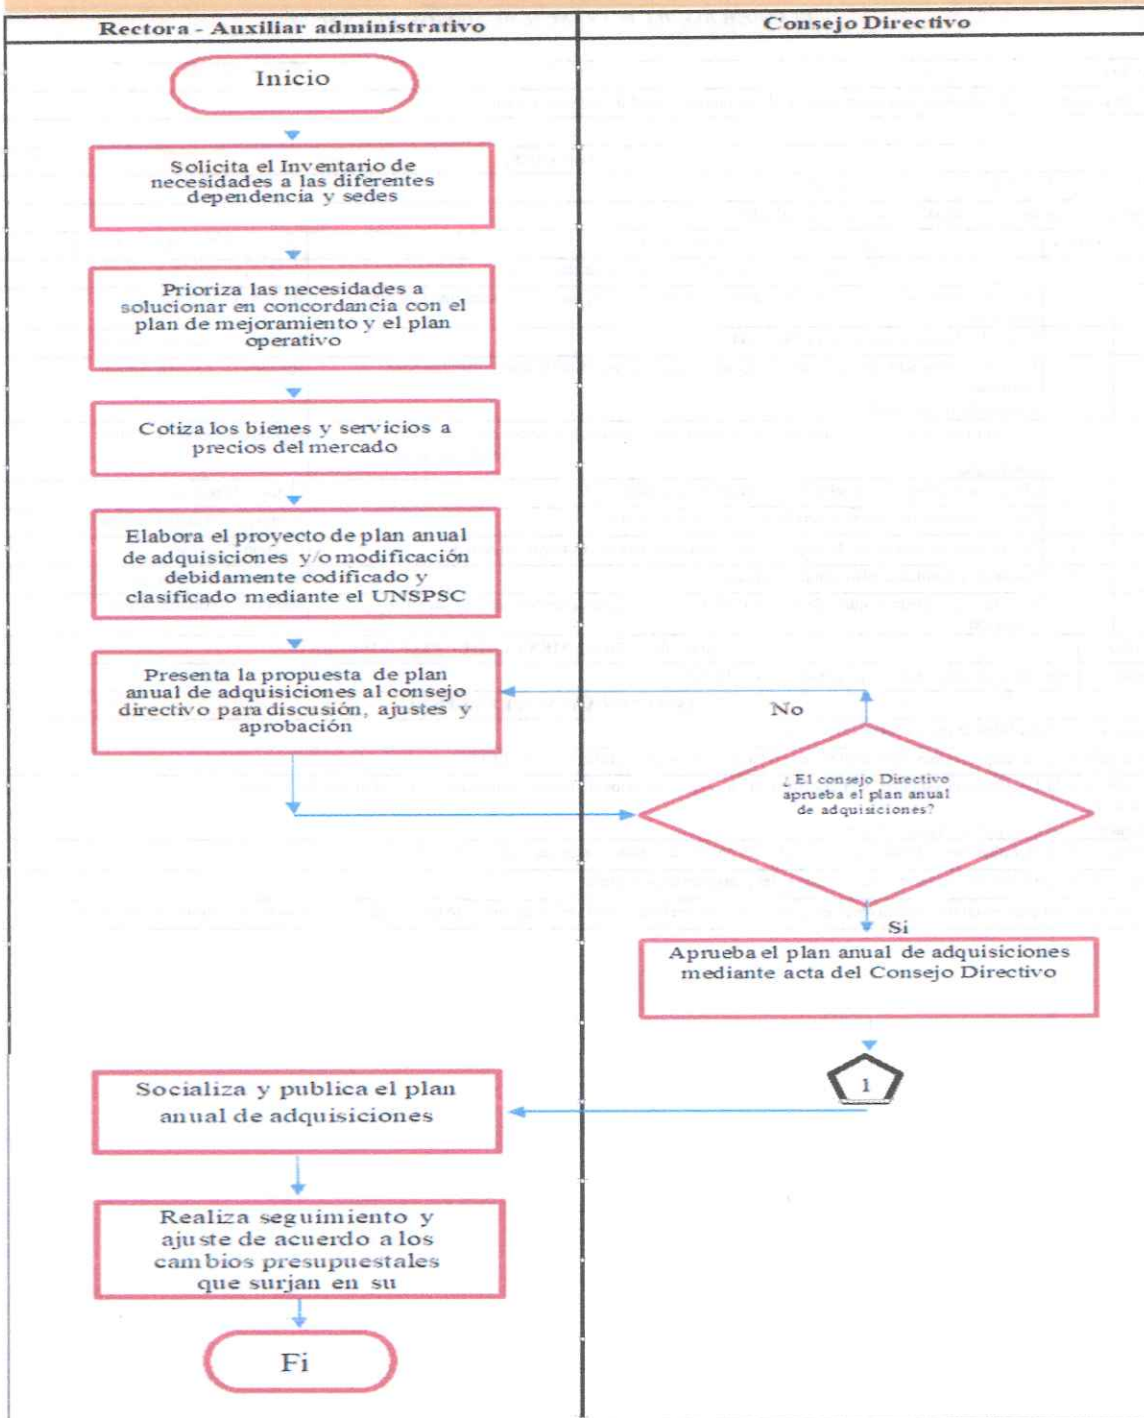 Rectora - Auxiliar administrativo
Consejo Directivo
Inicio
Solicita el Inventario de
necesidades a las diferentes
dependencia y sedes
Prioriza las necesidades a
solucionar en concordancia con el
plan de mejoramiento y el plan
operativo
Cotiza los bienes y servicios a
precios del mercado
Elabora el proyecto de plan anual
de adquisiciones y/o modificación
debidamente codificado y
clasificado mediante el UNSPSC
Presenta la propuesta de plan
anual de adquisiciones al consejo
directivo para discusión, ajustes y
aprobación
No
¿El consejo Directivo
aprueba el plan anual
de adquisiciones?
Si
Aprueba el plan anual de adquisiciones
mediante acta del Consejo Directivo
1
Socializa y publica el plan
anual de adquisiciones
Realiza seguimiento y
ajuste de acuerdo a los
cambios presupuestales
que surjan en su
Fi